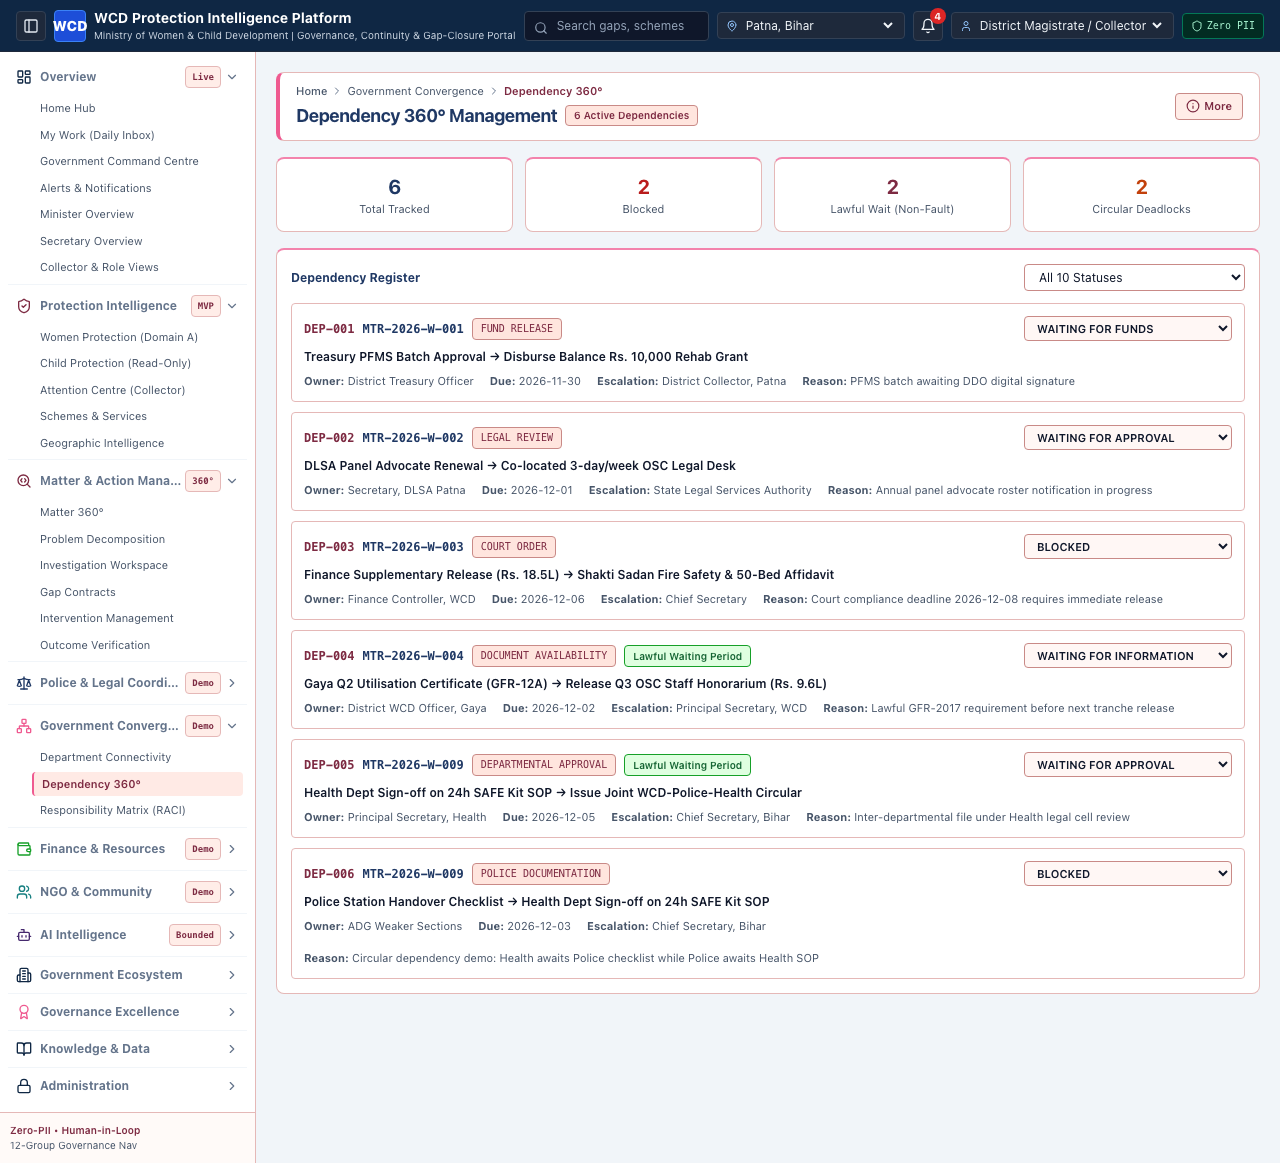 WCD
WCD Protection Intelligence Platform
Ministry of Women & Child Development | Governance, Continuity & Gap-Closure Portal
Search gaps, schemes
Patna, Bihar
4
District Magistrate / Collector
Zero PII
Overview
Live
Home Hub
My Work (Daily Inbox)
Government Command Centre
Alerts & Notifications
Minister Overview
Secretary Overview
Collector & Role Views
Protection Intelligence
MVP
Women Protection (Domain A)
Child Protection (Read-Only)
Attention Centre (Collector)
Schemes & Services
Geographic Intelligence
Matter & Action Mana...
360°
Matter 360°
Problem Decomposition
Investigation Workspace
Gap Contracts
Intervention Management
Outcome Verification
Police & Legal Coordi...
Demo
Government Converg...
Demo
Department Connectivity
Dependency 360°
Responsibility Matrix (RACI)
Finance & Resources
Demo
NGO & Community
Demo
AI Intelligence
Bounded
Government Ecosystem
Governance Excellence
Knowledge & Data
Administration
Zero-PII • Human-in-Loop
12-Group Governance Nav
Home > Government Convergence > Dependency 360°
Dependency 360° Management
6 Active Dependencies
More
6
Total Tracked
2
Blocked
2
Lawful Wait (Non-Fault)
2
Circular Deadlocks
Dependency Register
All 10 Statuses
DEP-001 MTR-2026-W-001 FUND RELEASE
WAITING FOR FUNDS
Treasury PFMS Batch Approval → Disburse Balance Rs. 10,000 Rehab Grant
Owner: District Treasury Officer Due: 2026-11-30 Escalation: District Collector, Patna Reason: PFMS batch awaiting DDO digital signature
DEP-002 MTR-2026-W-002 LEGAL REVIEW
WAITING FOR APPROVAL
DLSA Panel Advocate Renewal → Co-located 3-day/week OSC Legal Desk
Owner: Secretary, DLSA Patna Due: 2026-12-01 Escalation: State Legal Services Authority Reason: Annual panel advocate roster notification in progress
DEP-003 MTR-2026-W-003 COURT ORDER
BLOCKED
Finance Supplementary Release (Rs. 18.5L) → Shakti Sadan Fire Safety & 50-Bed Affidavit
Owner: Finance Controller, WCD Due: 2026-12-06 Escalation: Chief Secretary Reason: Court compliance deadline 2026-12-08 requires immediate release
DEP-004 MTR-2026-W-004 DOCUMENT AVAILABILITY Lawful Waiting Period
WAITING FOR INFORMATION
Gaya Q2 Utilisation Certificate (GFR-12A) → Release Q3 OSC Staff Honorarium (Rs. 9.6L)
Owner: District WCD Officer, Gaya Due: 2026-12-02 Escalation: Principal Secretary, WCD Reason: Lawful GFR-2017 requirement before next tranche release
DEP-005 MTR-2026-W-009 DEPARTMENTAL APPROVAL Lawful Waiting Period
WAITING FOR APPROVAL
Health Dept Sign-off on 24h SAFE Kit SOP → Issue Joint WCD-Police-Health Circular
Owner: Principal Secretary, Health Due: 2026-12-05 Escalation: Chief Secretary, Bihar Reason: Inter-departmental file under Health legal cell review
DEP-006 MTR-2026-W-009 POLICE DOCUMENTATION
BLOCKED
Police Station Handover Checklist → Health Dept Sign-off on 24h SAFE Kit SOP
Owner: ADG Weaker Sections Due: 2026-12-03 Escalation: Chief Secretary, Bihar
Reason: Circular dependency demo: Health awaits Police checklist while Police awaits Health SOP